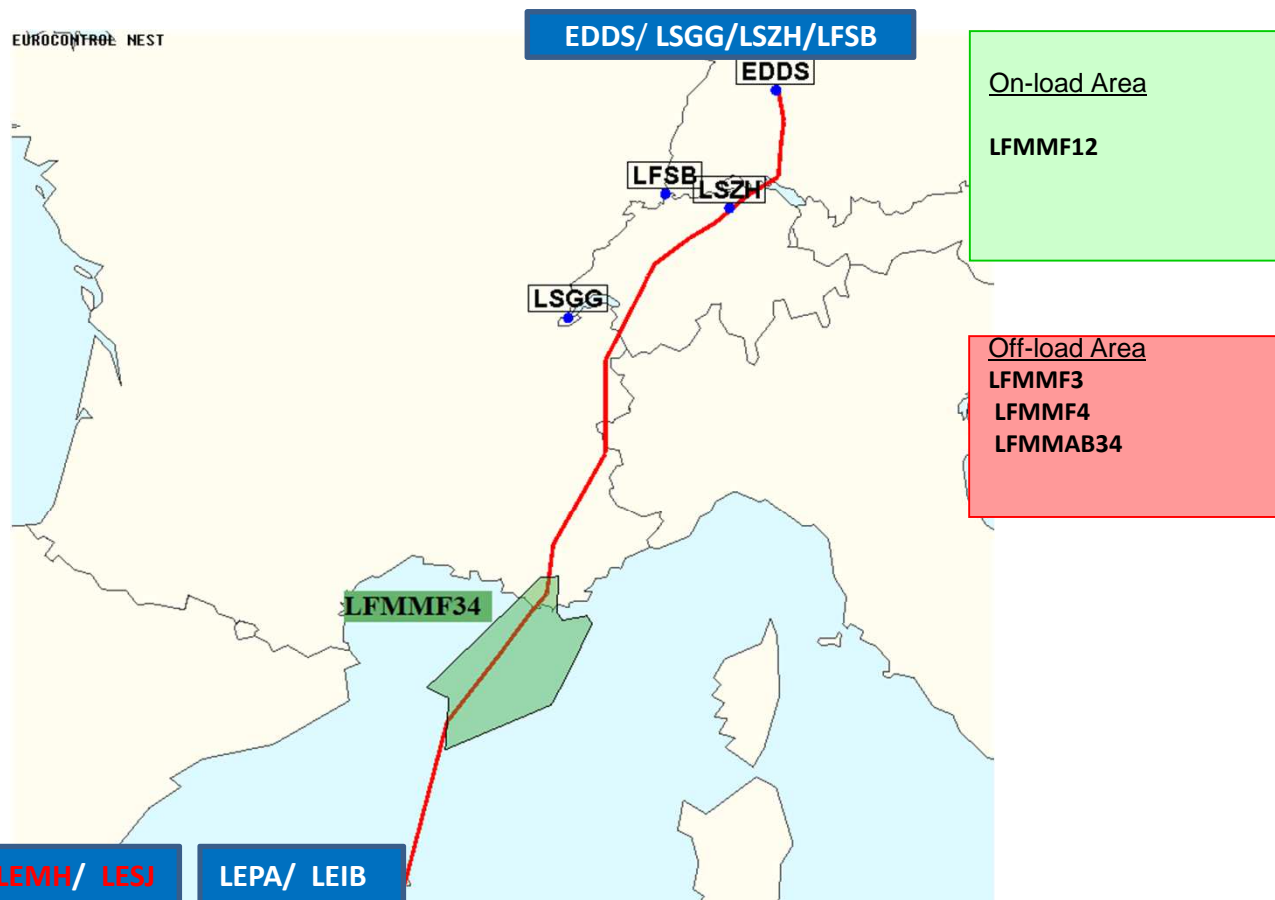 EUROCONTROL NEST
EDDS/ LSGG/LSZH/LFSB
EDDS
On-load Area
LFMMF12
LFSB
LSZH
LSGG
Off-load Area
LFMMF3
LFMMF4
LFMMAB34
LFMMF34
LEMH/ LESJ
LEPA/ LEIB